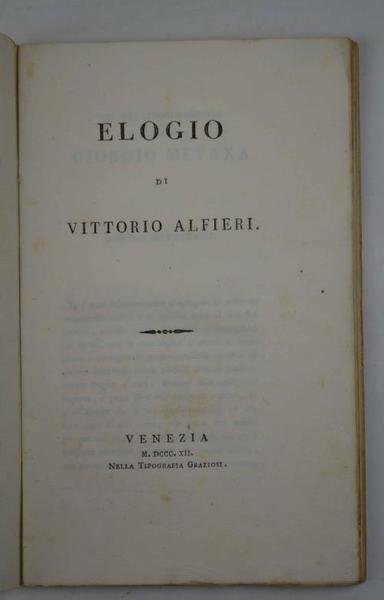 ELOGIO
DI
VITTORIO ALFIERI.
VENEZIA
M. DCCC. XII.
NELLA TIPOGRAFIA GRAZIOSI.